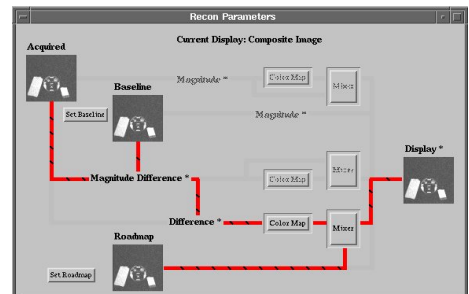 Recon Parameters
Current Display: Composite Image
Acquired
Magnitude *
Color Map
Mixer
Baseline
Set Baseline
Magnitude *
Display *
Mixer
Magnitude Difference *
Color Map
Difference *
Color Map
Mixer
Roadmap
Set Roadmap